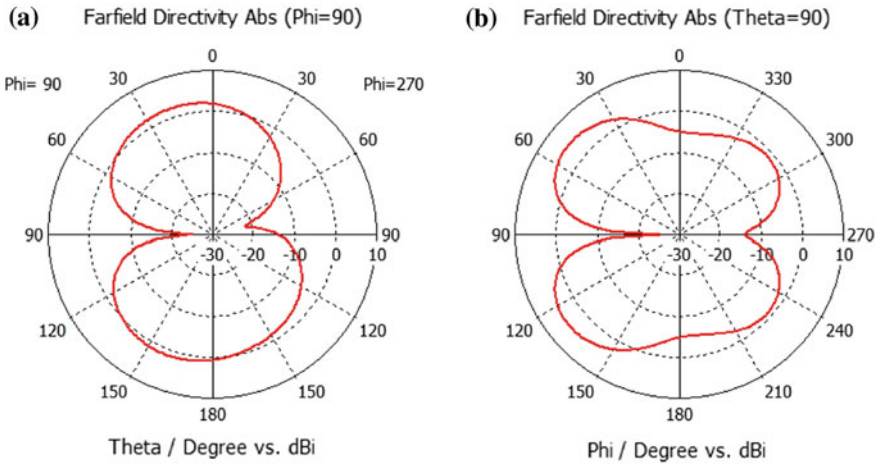 (a) Farfield Directivity Abs (Phi=90)
0
Phi= 90 30 30 Phi=270
60 60
90 -30 -20 -10 0 90 10
120 120
150 150
180
Theta / Degree vs. dBi
(b) Farfield Directivity Abs (Theta=90)
0
30 330
60 300
90 -30 -20 -10 0 10 270
120 240
150 210
180
Phi / Degree vs. dBi